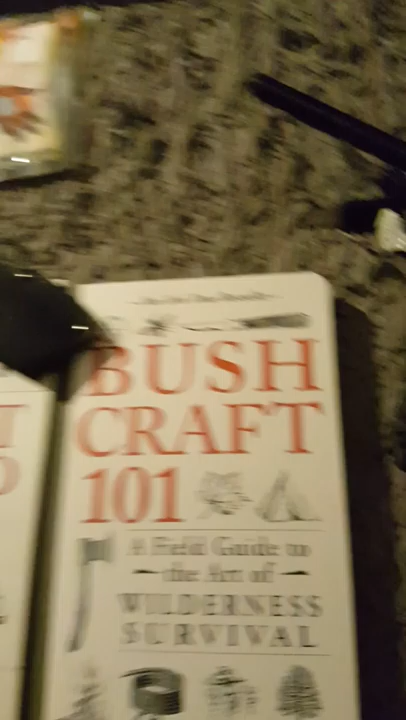 BUSH
CRAFT
101
A Field Guide to
the Art of
WILDERNESS
SURVIVAL